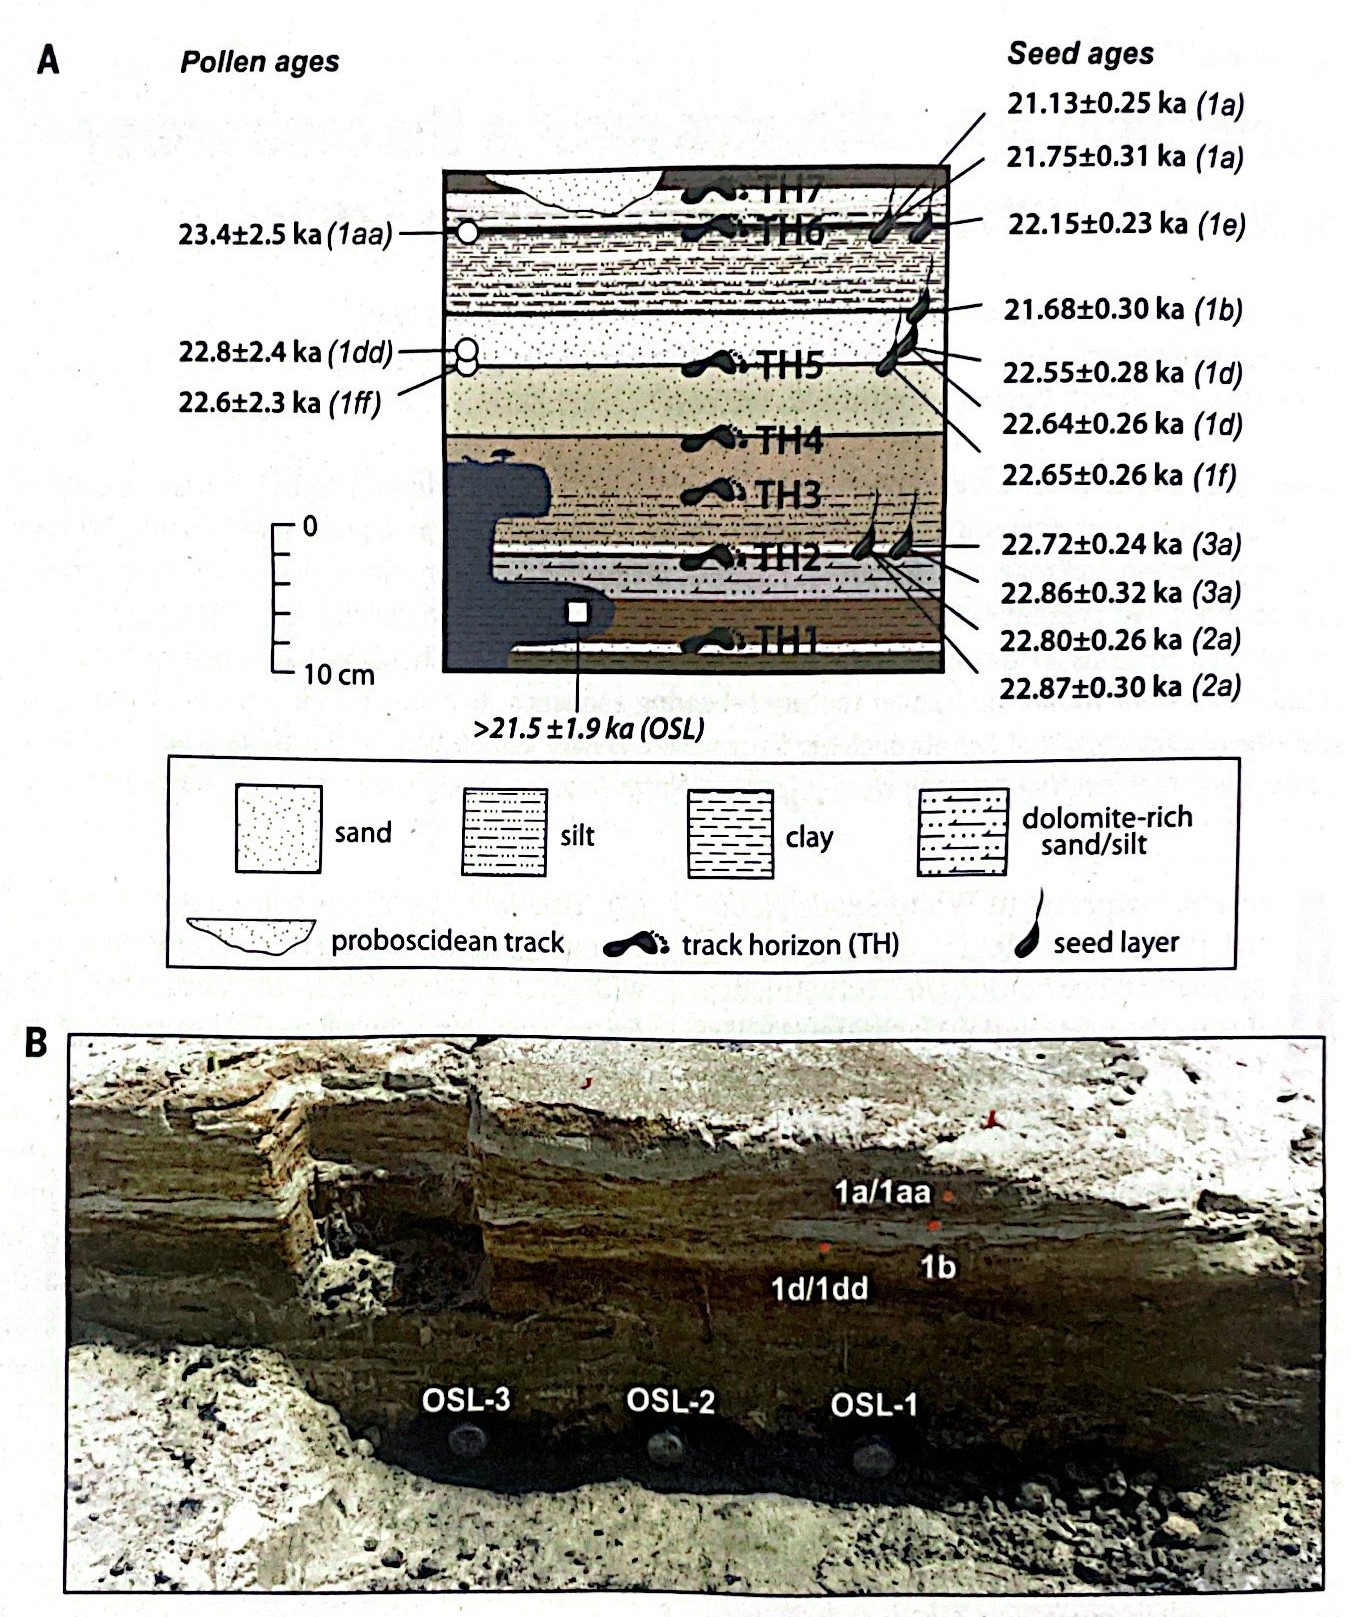 A
Pollen ages
Seed ages
21.13±0.25 ka (1a)
21.75±0.31 ka (1a)
22.15±0.23 ka (1e)
21.68±0.30 ka (1b)
22.55±0.28 ka (1d)
22.64±0.26 ka (1d)
22.65±0.26 ka (1f)
22.72±0.24 ka (3a)
22.86±0.32 ka (3a)
22.80±0.26 ka (2a)
22.87±0.30 ka (2a)
23.4±2.5 ka (1aa)
22.8±2.4 ka (1dd)
22.6±2.3 ka (1ff)
TH7
TH6
TH5
TH4
TH3
TH2
TH1
0
10 cm
>21.5 ±1.9 ka (OSL)
sand
silt
clay
dolomite-rich
sand/silt
proboscidean track
track horizon (TH)
seed layer
B
1a/1aa
1b
1d/1dd
OSL-3
OSL-2
OSL-1